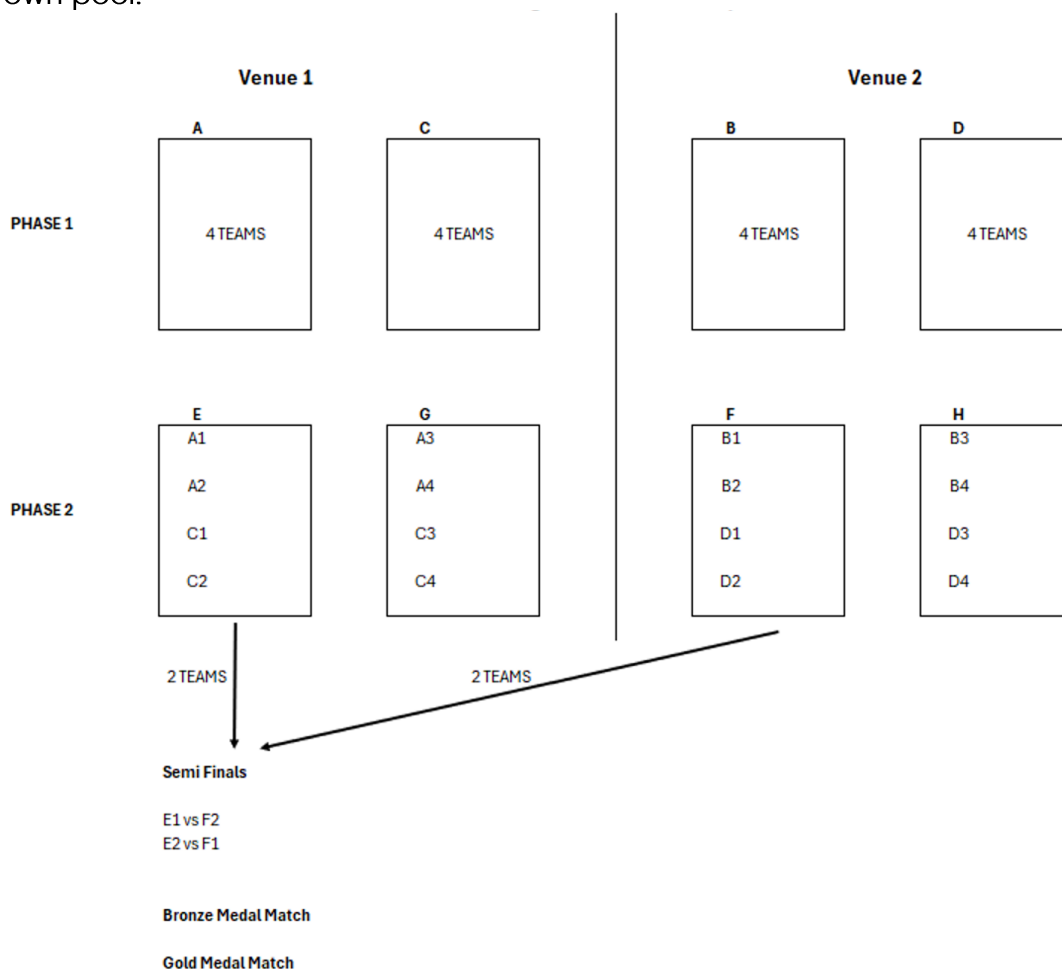 own pool.
Venue 1 Venue 2
A C B D
PHASE 1 4 TEAMS 4 TEAMS 4 TEAMS 4 TEAMS
E G F H
A1 A3 B1 B3
A2 A4 B2 B4
PHASE 2
C1 C3 D1 D3
C2 C4 D2 D4
2 TEAMS 2 TEAMS
Semi Finals
E1 vs F2
E2 vs F1
Bronze Medal Match
Gold Medal Match